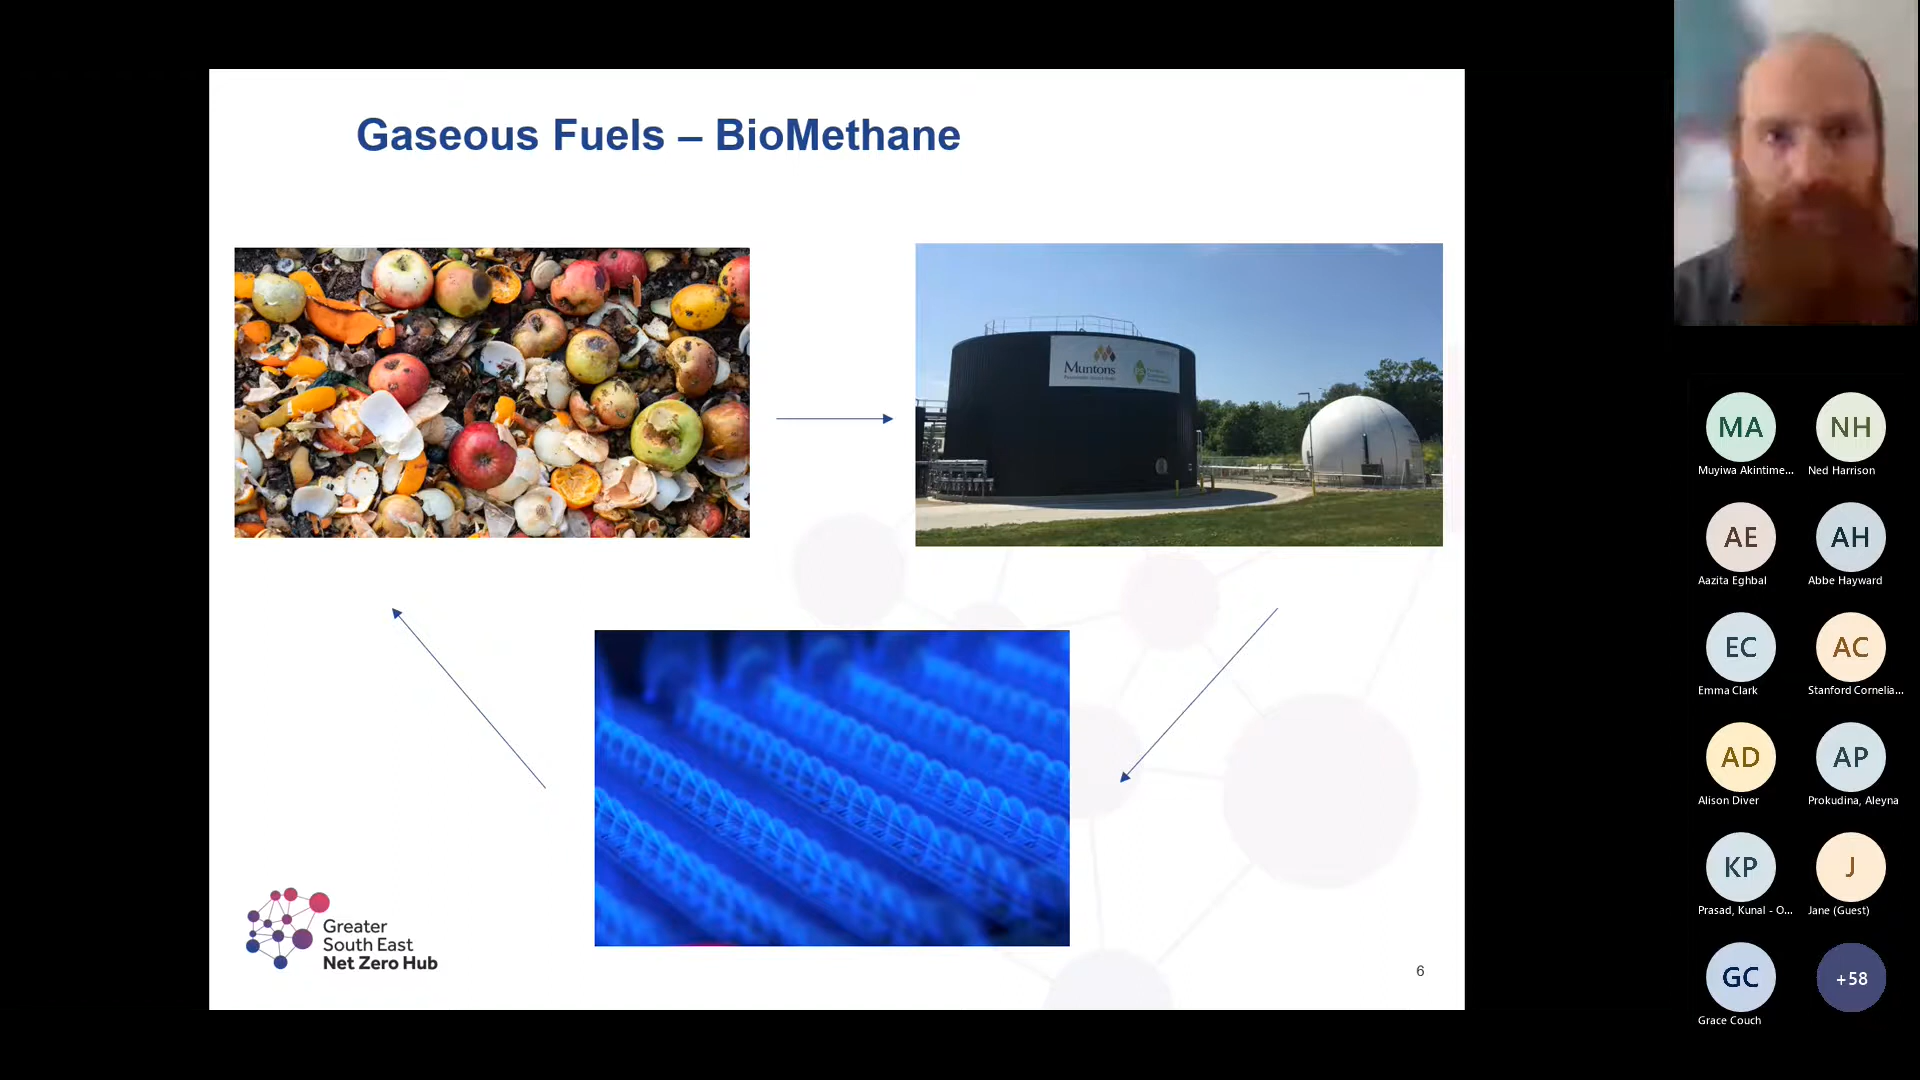 Gaseous Fuels – BioMethane
Muntons
Greater
South East
Net Zero Hub
6
MA
NH
Muyiwa Akintime...
Ned Harrison
AE
AH
Aazita Eghbal
Abbe Hayward
EC
AC
Emma Clark
Stanford Cornelia...
AD
AP
Alison Diver
Prokudina, Aleyna
KP
J
Prasad, Kunal - O...
Jane (Guest)
GC
+58
Grace Couch